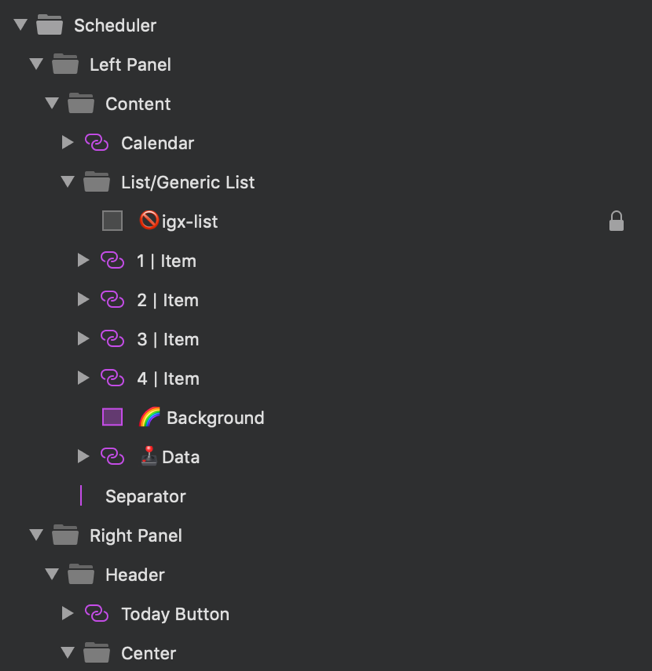 Scheduler
Left Panel
Content
Calendar
List/Generic List
🚫igx-list
1 | Item
2 | Item
3 | Item
4 | Item
🌈 Background
🕹️Data
Separator
Right Panel
Header
Today Button
Center